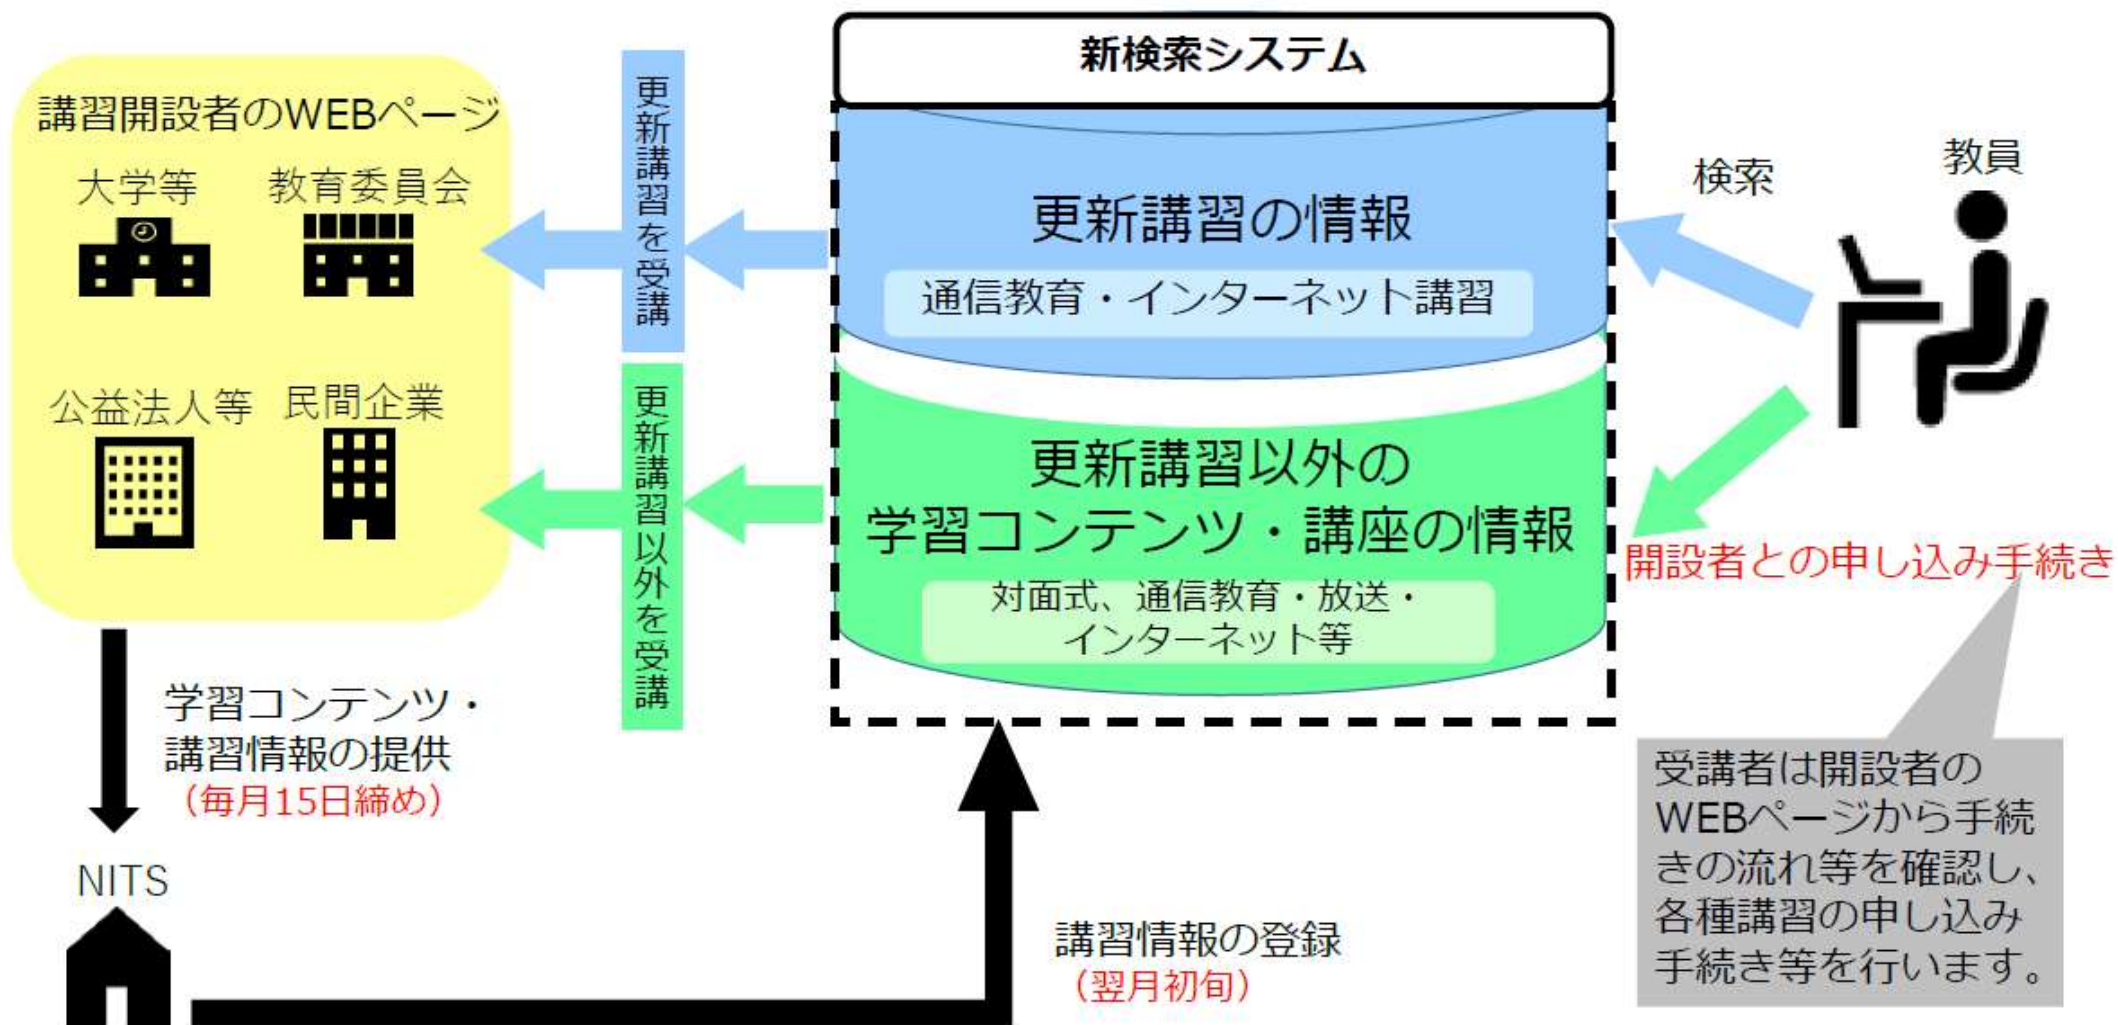 新検索システム
講習開設者のWEBページ
大学等
教育委員会
公益法人等
民間企業
更新講習を受講
更新講習以外を受講
更新講習の情報
通信教育・インターネット講習
更新講習以外の
学習コンテンツ・講座の情報
対面式、通信教育・放送・
インターネット等
検索
教員
開設者との申し込み手続き
受講者は開設者の
WEBページから手続
きの流れ等を確認し、
各種講習の申し込み
手続き等を行います。
学習コンテンツ・
講習情報の提供
（毎月15日締め）
NITS
講習情報の登録
（翌月初旬）